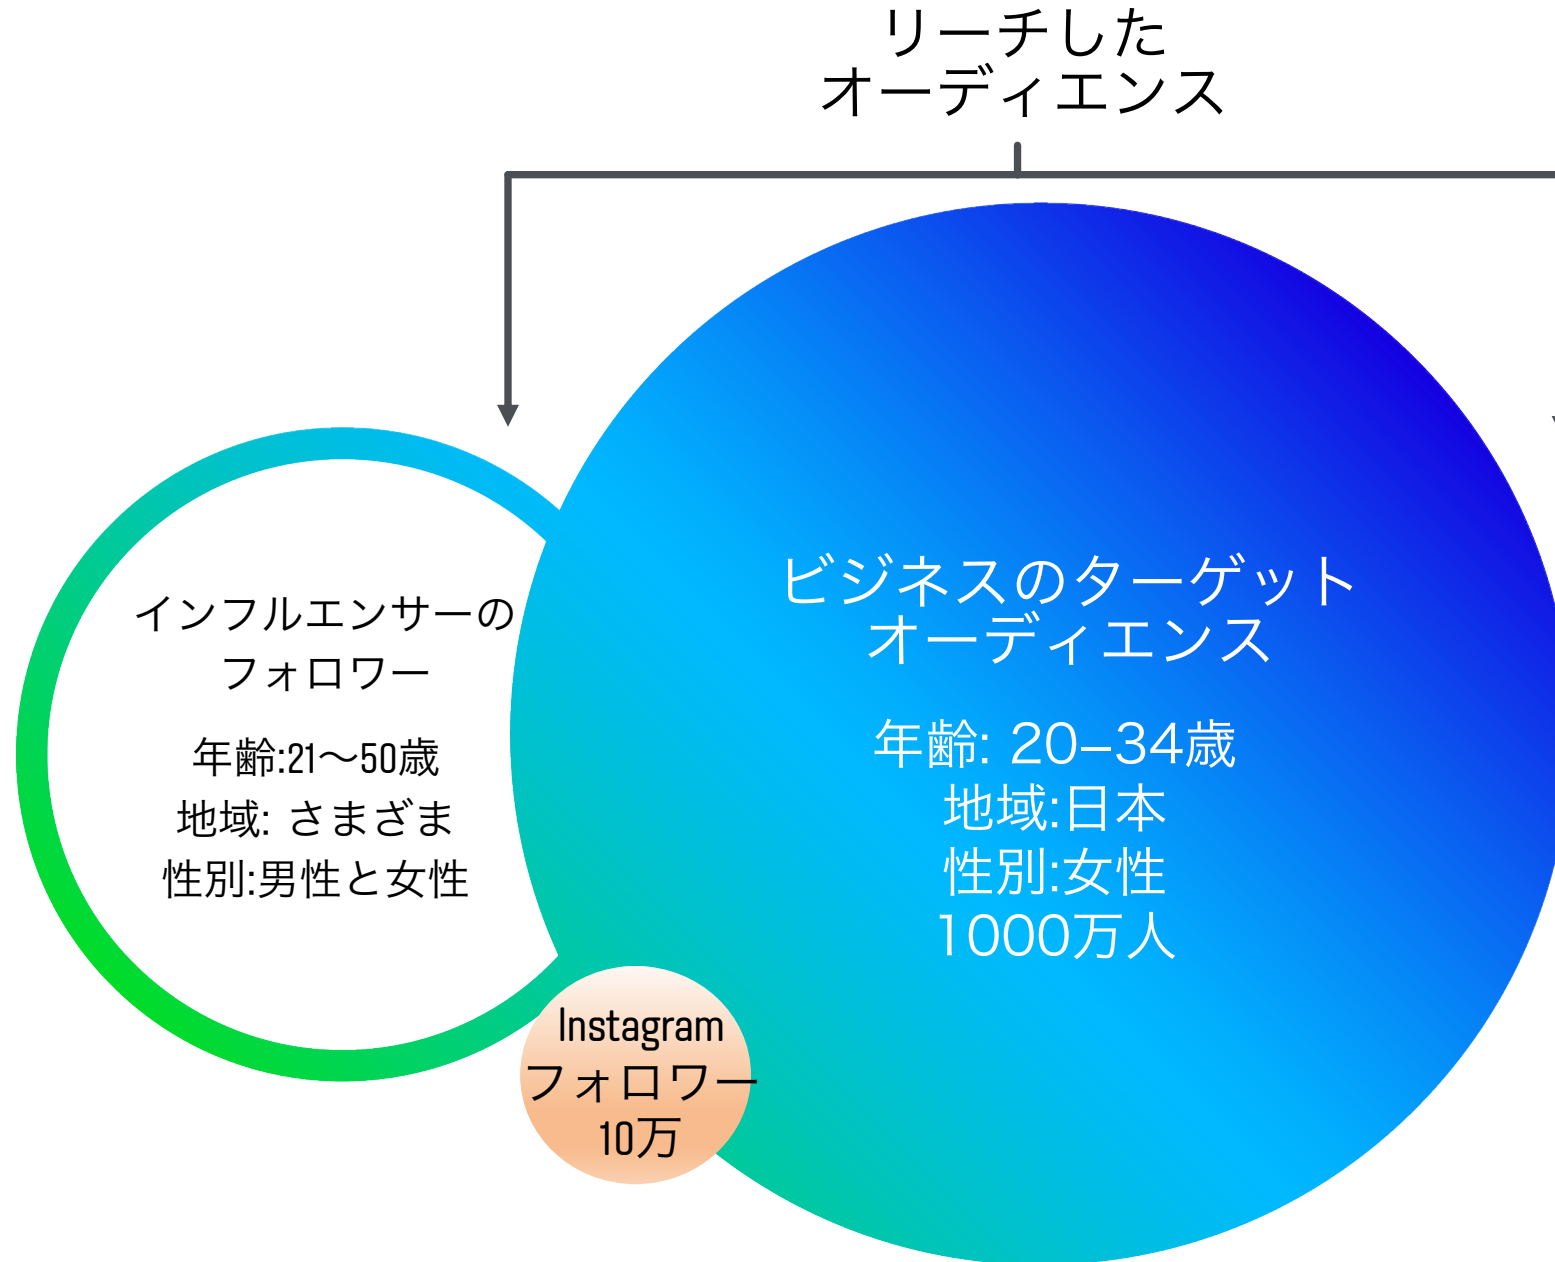 リーチした
オーディエンス
インフルエンサーの
フォロワー
年齢:21〜50歳
地域: さまざま
性別:男性と女性
ビジネスのターゲット
オーディエンス
年齢: 20–34歳
地域:日本
性別:女性
1000万人
Instagram
フォロワー
10万